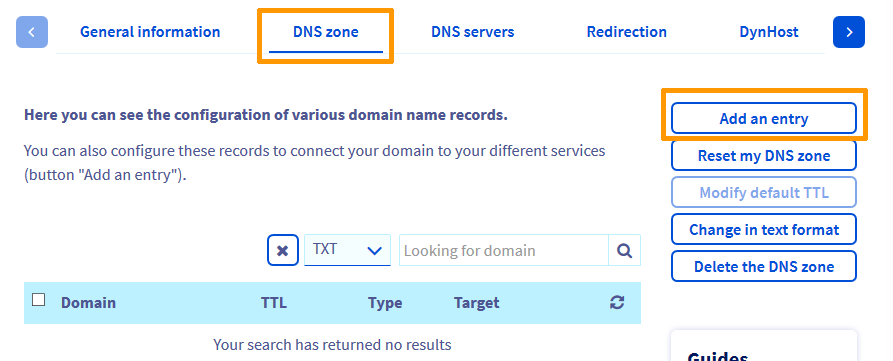 General information DNS zone DNS servers Redirection DynHost
Here you can see the configuration of various domain name records.
You can also configure these records to connect your domain to your different services
(button "Add an entry").
TXT Looking for domain
Domain TTL Type Target
Your search has returned no results
Add an entry
Reset my DNS zone
Modify default TTL
Change in text format
Delete the DNS zone
Guides